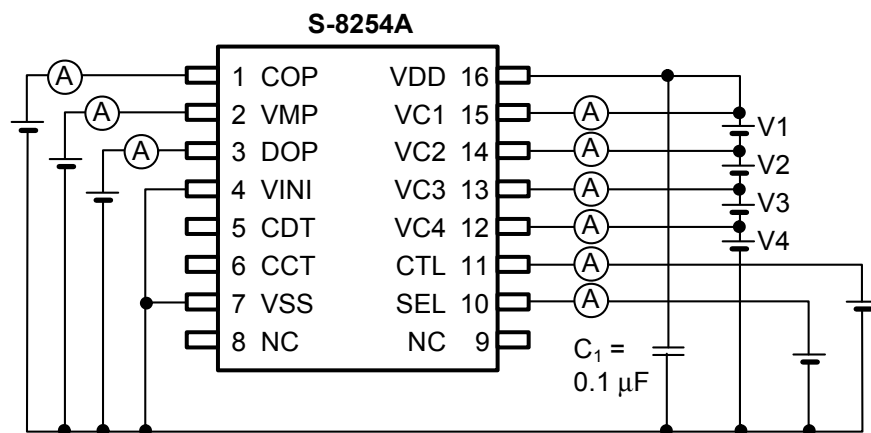 S-8254A
A
1 COP
VDD 16
A
2 VMP
VC1 15
A
V1
A
3 DOP
VC2 14
A
V2
4 VINI
VC3 13
A
V3
5 CDT
VC4 12
A
V4
6 CCT
CTL 11
A
7 VSS
SEL 10
A
8 NC
NC 9
C₁ =
0.1 μF